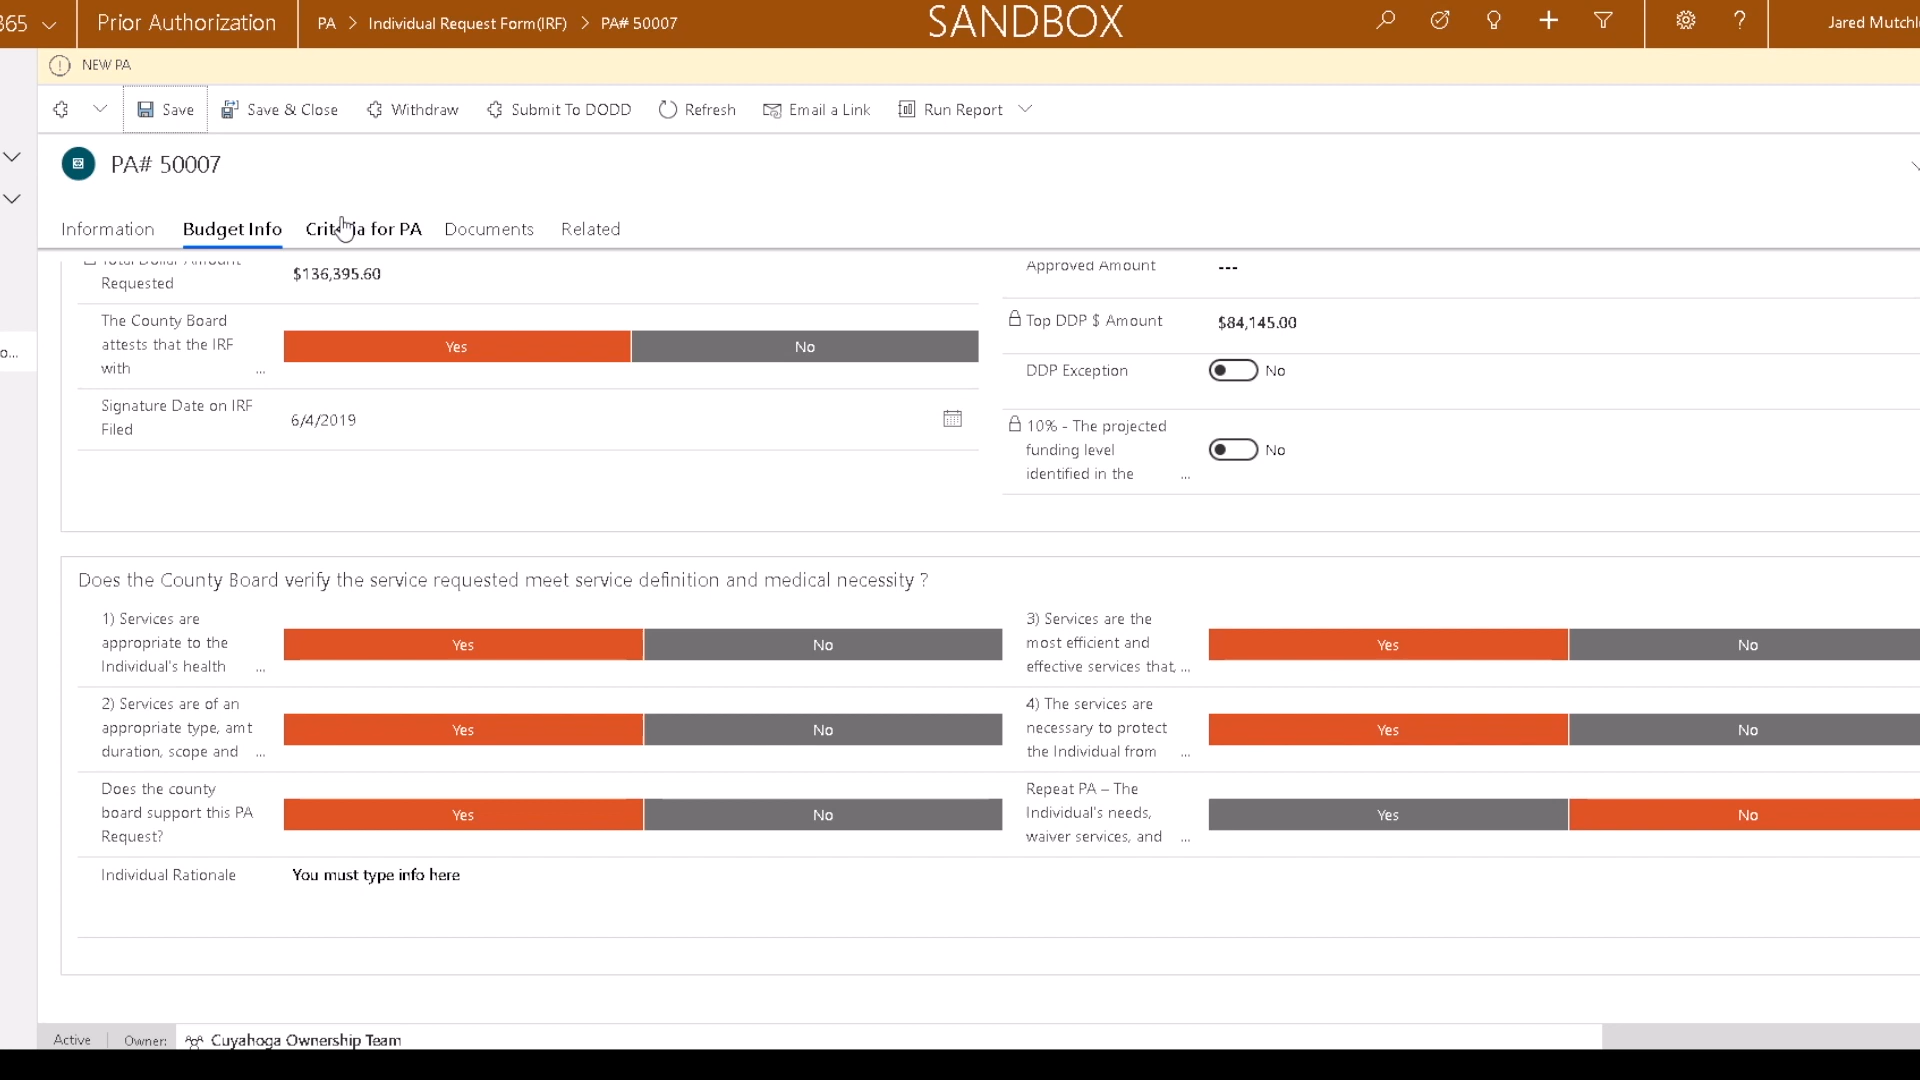 365 Prior Authorization PA > Individual Request Form(IRF) > PA# 50007 SANDBOX ? Jared Mutchl
NEW PA
Save Save & Close Withdraw Submit To DODD Refresh Email a Link Run Report
PA# 50007
Information Budget Info Criteria for PA Documents Related
Total Dollar Amount
Requested
$136,395.60
Approved Amount
---
The County Board
attests that the IRF
with ...
Yes No
Top DDP $ Amount
$84,145.00
DDP Exception
No
Signature Date on IRF
Filed
6/4/2019
10% - The projected
funding level
identified in the ...
No
o...
Does the County Board verify the service requested meet service definition and medical necessity ?
1) Services are
appropriate to the
Individual's health ...
Yes No
3) Services are the
most efficient and
effective services that, ...
Yes No
2) Services are of an
appropriate type, amt
duration, scope and ...
Yes No
4) The services are
necessary to protect
the Individual from ...
Yes No
Does the county
board support this PA
Request?
Yes No
Repeat PA – The
Individual's needs,
waiver services, and ...
Yes No
Individual Rationale
You must type info here
Active Owner: Cuyahoga Ownership Team